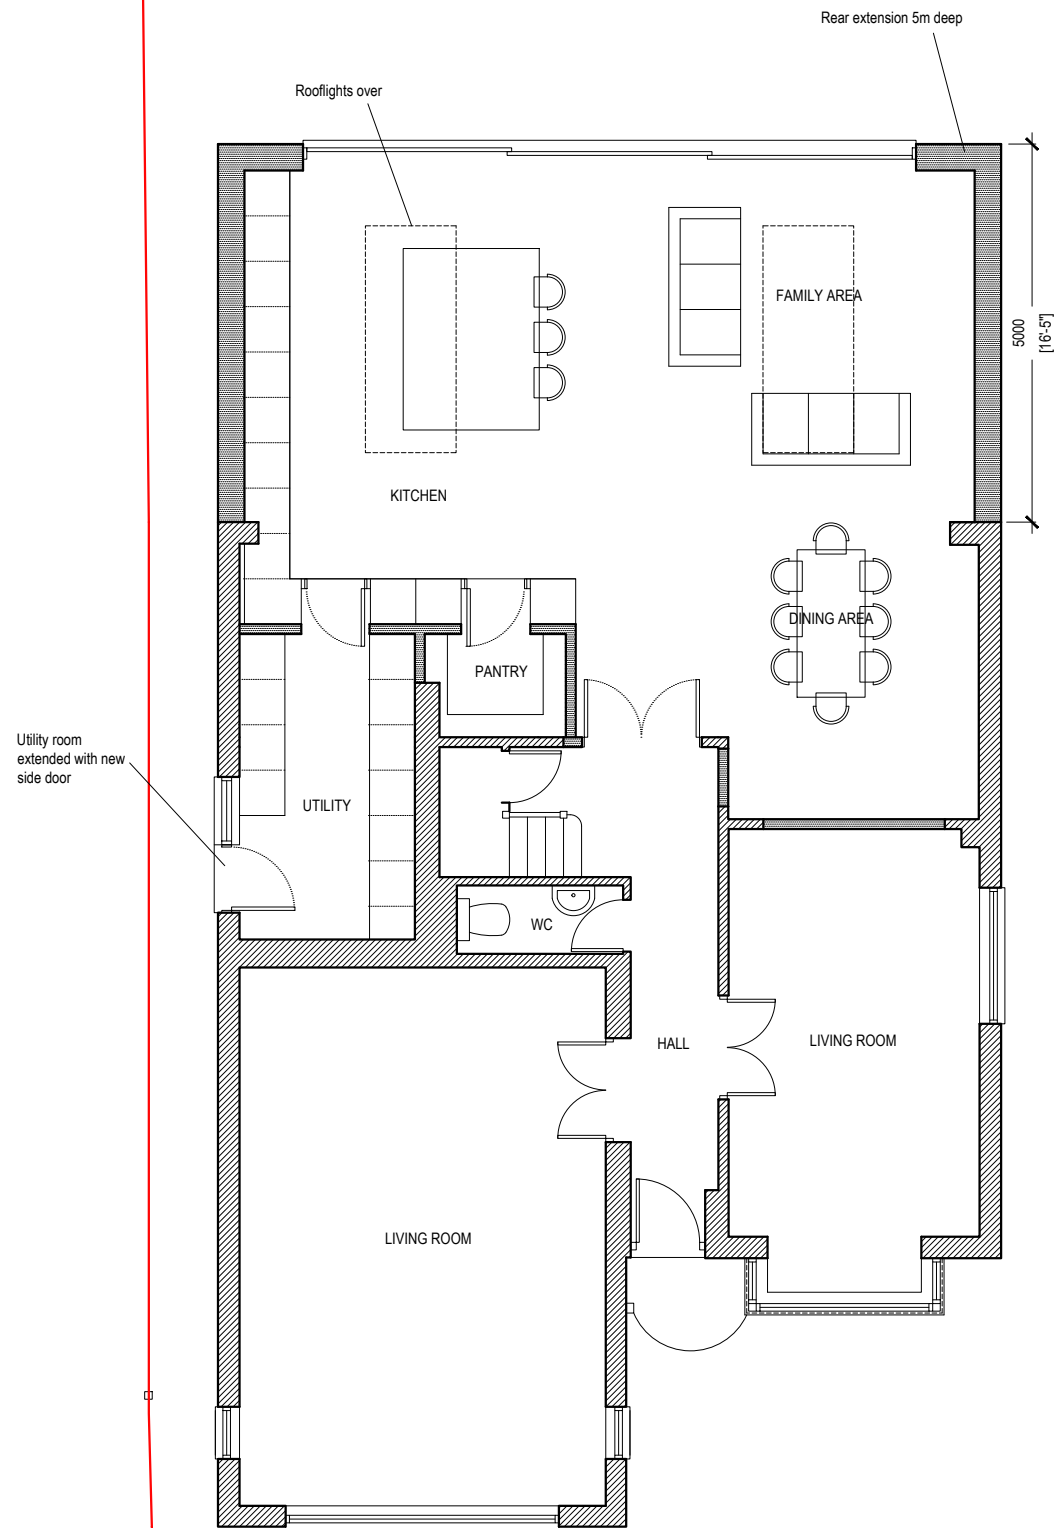 Rear extension 5m deep
Rooflights over
FAMILY AREA
5000
[16'-5"]
KITCHEN
DINING AREA
PANTRY
Utility room
extended with new
side door
UTILITY
WC
HALL
LIVING ROOM
LIVING ROOM